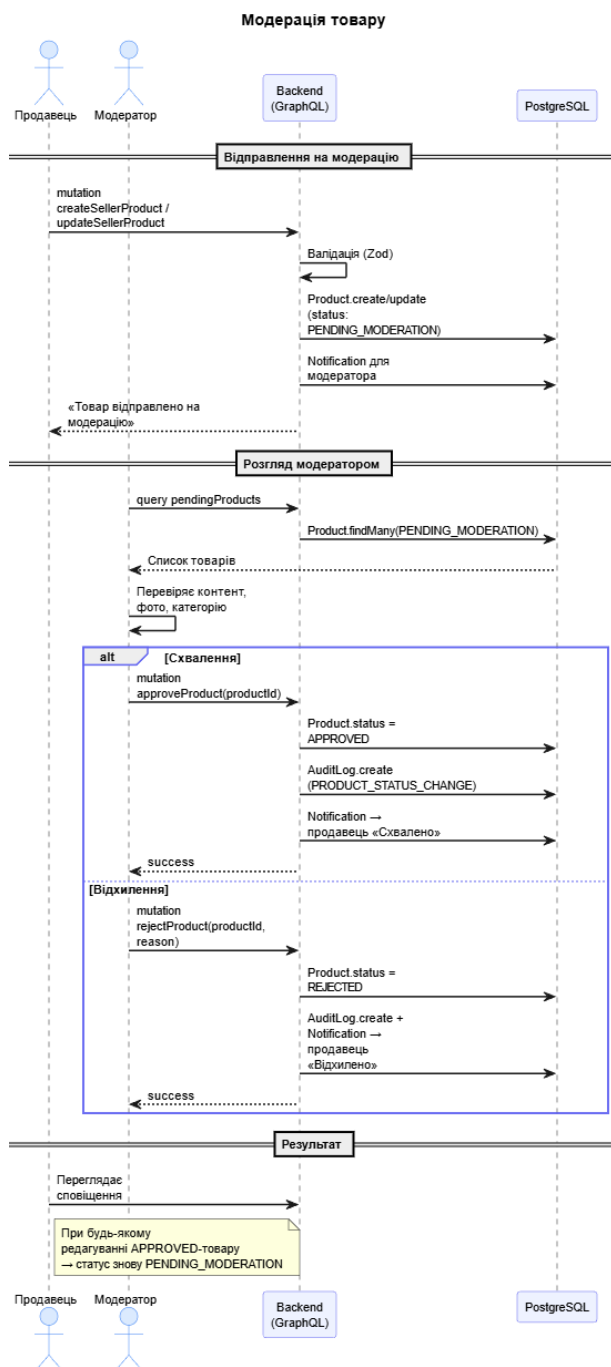 Модерація товару
Продавець
Модератор
Backend
(GraphQL)
PostgreSQL
Відправлення на модерацію
mutation
createSellerProduct /
updateSellerProduct
Валідація (Zod)
Product.create/update
(status:
PENDING_MODERATION)
Notification для
модератора
«Товар відправлено на
модерацію»
Розгляд модератором
query pendingProducts
Product.findMany(PENDING_MODERATION)
Список товарів
Перевіряє контент,
фото, категорію
alt [Схвалення]
mutation
approveProduct(productId)
Product.status =
APPROVED
AuditLog.create
(PRODUCT_STATUS_CHANGE)
Notification →
продавець «Схвалено»
success
[Відхилення]
mutation
rejectProduct(productId,
reason)
Product.status =
REJECTED
AuditLog.create +
Notification →
продавець
«Відхилено»
success
Результат
Переглядає
сповіщення
При будь-якому
редагуванні APPROVED-товару
→ статус знову PENDING_MODERATION
Продавець
Модератор
Backend
(GraphQL)
PostgreSQL